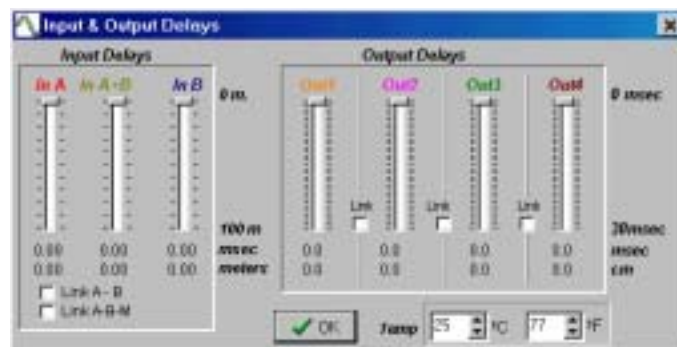 Input & Output Delays
Input Delays
Output Delays
In A In A+B In B
0 m.
Out1 Out2 Out3 Out4
0 msec
Link Link Link
100 m
30msec
0.00 0.00 0.00 msec
0.0 0.0 0.0 0.0 msec
0.00 0.00 0.00 meters
0.0 0.0 0.0 0.0 cm
Link A - B
Link A-B-M
OK
Temp 25 ºC 77 ºF